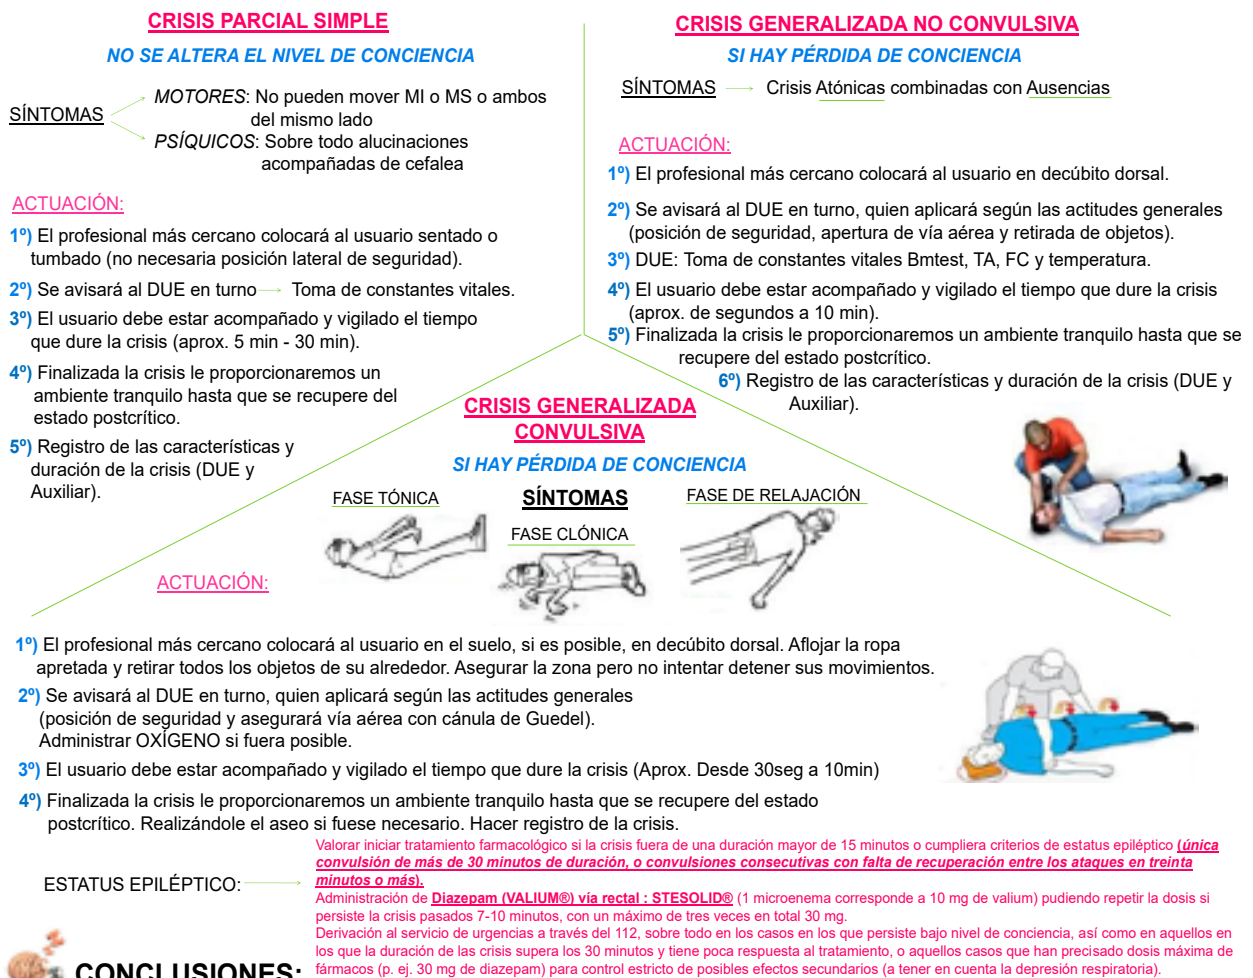 CRISIS PARCIAL SIMPLE
NO SE ALTERA EL NIVEL DE CONCIENCIA
SÍNTOMAS
MOTORES: No pueden mover MI o MS o ambos
del mismo lado
PSÍQUICOS: Sobre todo alucinaciones
acompañadas de cefalea
ACTUACIÓN:
1º) El profesional más cercano colocará al usuario sentado o
tumbado (no necesaria posición lateral de seguridad).
2º) Se avisará al DUE en turno → Toma de constantes vitales.
3º) El usuario debe estar acompañado y vigilado el tiempo
que dure la crisis (aprox. 5 min - 30 min).
4º) Finalizada la crisis le proporcionaremos un
ambiente tranquilo hasta que se recupere del
estado postcrítico.
5º) Registro de las características y
duración de la crisis (DUE y
Auxiliar).
CRISIS GENERALIZADA NO CONVULSIVA
SI HAY PÉRDIDA DE CONCIENCIA
SÍNTOMAS → Crisis Atónicas combinadas con Ausencias
ACTUACIÓN:
1º) El profesional más cercano colocará al usuario en decúbito dorsal.
2º) Se avisará al DUE en turno, quien aplicará según las actitudes generales
(posición de seguridad, apertura de vía aérea y retirada de objetos).
3º) DUE: Toma de constantes vitales Bmtest, TA, FC y temperatura.
4º) El usuario debe estar acompañado y vigilado el tiempo que dure la crisis
(aprox. de segundos a 10 min).
5º) Finalizada la crisis le proporcionaremos un ambiente tranquilo hasta que se
recupere del estado postcrítico.
6º) Registro de las características y duración de la crisis (DUE y
Auxiliar).
CRISIS GENERALIZADA
CONVULSIVA
SI HAY PÉRDIDA DE CONCIENCIA
SÍNTOMAS
FASE TÓNICA
FASE CLÓNICA
FASE DE RELAJACIÓN
ACTUACIÓN:
1º) El profesional más cercano colocará al usuario en el suelo, si es posible, en decúbito dorsal. Aflojar la ropa
apretada y retirar todos los objetos de su alrededor. Asegurar la zona pero no intentar detener sus movimientos.
2º) Se avisará al DUE en turno, quien aplicará según las actitudes generales
(posición de seguridad y asegurará vía aérea con cánula de Guedel).
Administrar OXÍGENO si fuera posible.
3º) El usuario debe estar acompañado y vigilado el tiempo que dure la crisis (Aprox. Desde 30seg a 10min)
4º) Finalizada la crisis le proporcionaremos un ambiente tranquilo hasta que se recupere del estado
postcrítico. Realizándole el aseo si fuese necesario. Hacer registro de la crisis.
ESTATUS EPILÉPTICO:
Valorar iniciar tratamiento farmacológico si la crisis fuera de una duración mayor de 15 minutos o cumpliera criterios de estatus epiléptico (única
convulsión de más de 30 minutos de duración, o convulsiones consecutivas con falta de recuperación entre los ataques en treinta
minutos o más).
Administración de Diazepam (VALIUM®) vía rectal : STESOLID® (1 microenema corresponde a 10 mg de valium) pudiendo repetir la dosis si
persiste la crisis pasados 7-10 minutos, con un máximo de tres veces en total 30 mg.
Derivación al servicio de urgencias a través del 112, sobre todo en los casos en los que persiste bajo nivel de conciencia, así como en aquellos en
los que la duración de las crisis supera los 30 minutos y tiene poca respuesta al tratamiento, o aquellos casos que han precisado dosis máxima de
fármacos (p. ej. 30 mg de diazepam) para control estricto de posibles efectos secundarios (a tener en cuenta la depresión respiratoria).
CONCLUSIONES: